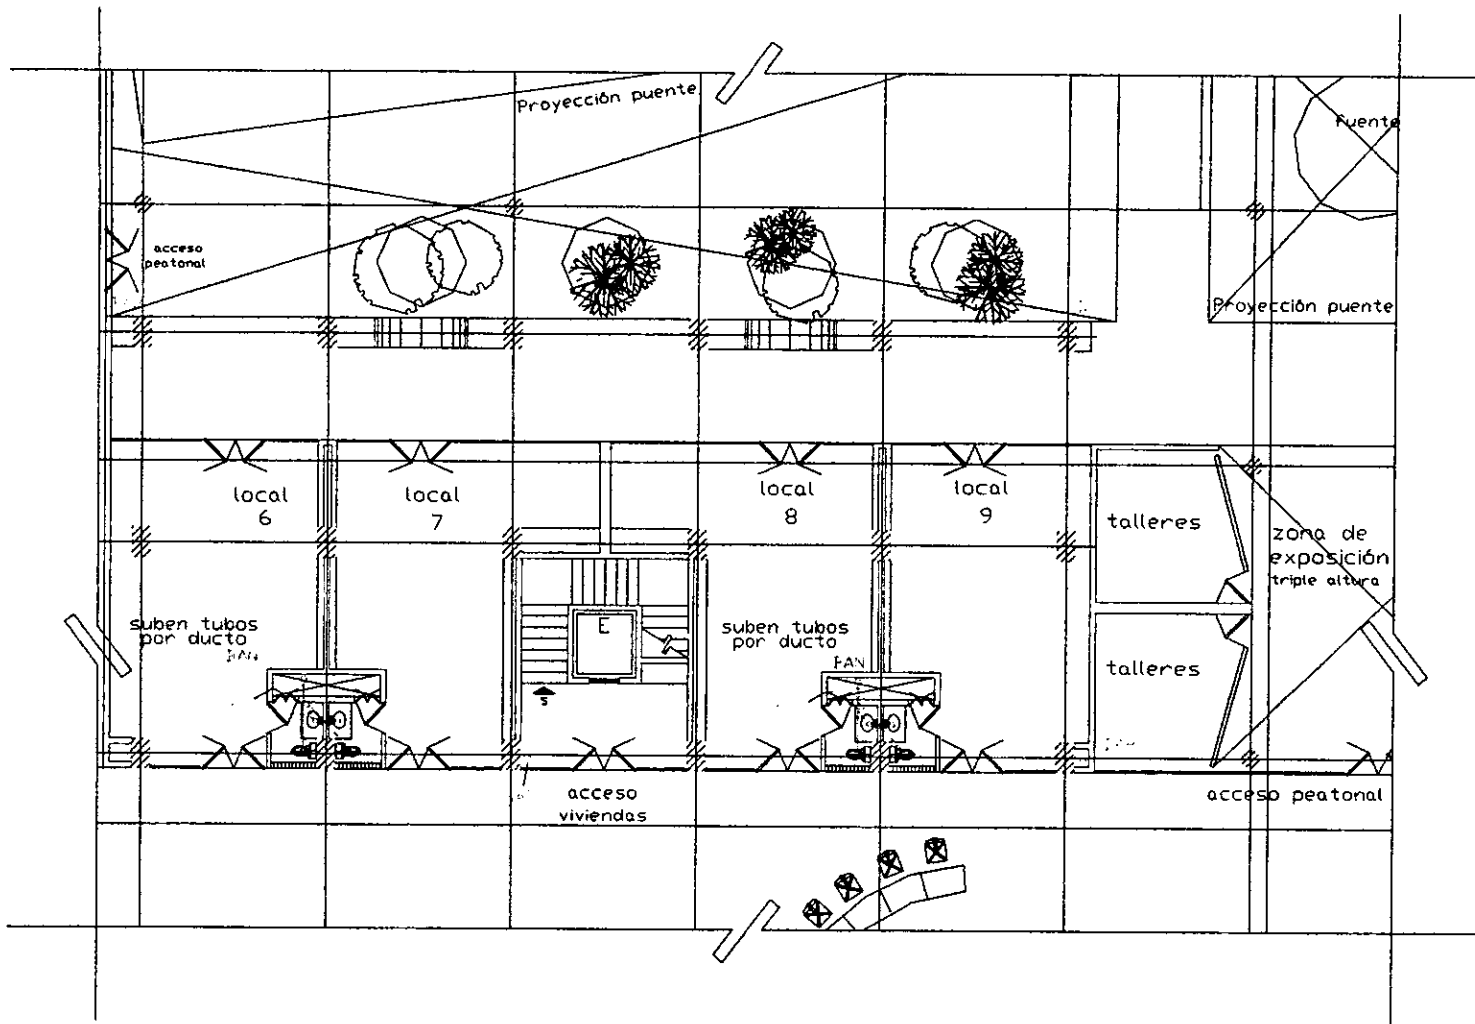 Proyección puente
fuente
acceso
peatonal
Proyección puente
local
6
local
7
local
8
local
9
talleres
zona de
exposición
triple altura
suben tubos
por ducto
BAN
E
suben tubos
por ducto
BAN
talleres
S
acceso
viviendas
acceso peatonal